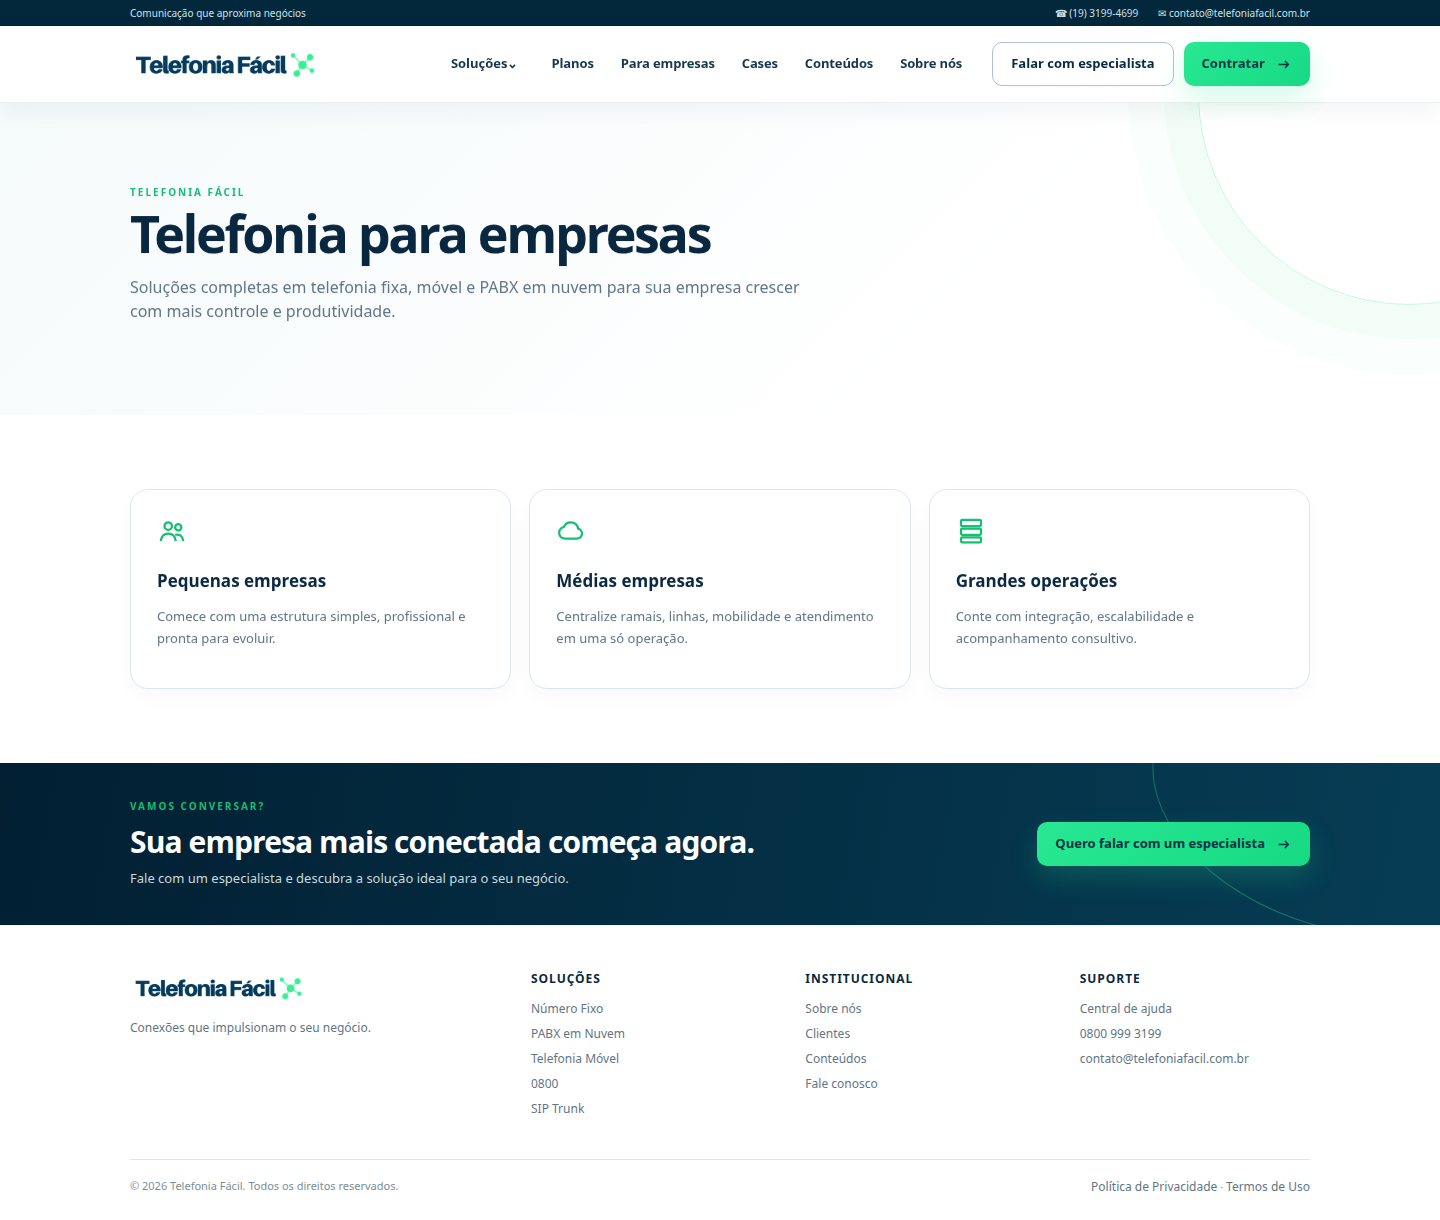 Comunicação que aproxima negócios
☎ (19) 3199-4699
✉ contato@telefoniafacil.com.br
Telefonia Fácil
Soluções
Planos
Para empresas
Cases
Conteúdos
Sobre nós
Falar com especialista
Contratar →
TELEFONIA FÁCIL
Telefonia para empresas
Soluções completas em telefonia fixa, móvel e PABX em nuvem para sua empresa crescer
com mais controle e produtividade.
Pequenas empresas
Comece com uma estrutura simples, profissional e
pronta para evoluir.
Médias empresas
Centralize ramais, linhas, mobilidade e atendimento
em uma só operação.
Grandes operações
Conte com integração, escalabilidade e
acompanhamento consultivo.
VAMOS CONVERSAR?
Sua empresa mais conectada começa agora.
Fale com um especialista e descubra a solução ideal para o seu negócio.
Quero falar com um especialista →
Telefonia Fácil
Conexões que impulsionam o seu negócio.
SOLUÇÕES
Número Fixo
PABX em Nuvem
Telefonia Móvel
0800
SIP Trunk
INSTITUCIONAL
Sobre nós
Clientes
Conteúdos
Fale conosco
SUPORTE
Central de ajuda
0800 999 3199
contato@telefoniafacil.com.br
© 2026 Telefonia Fácil. Todos os direitos reservados.
Política de Privacidade · Termos de Uso